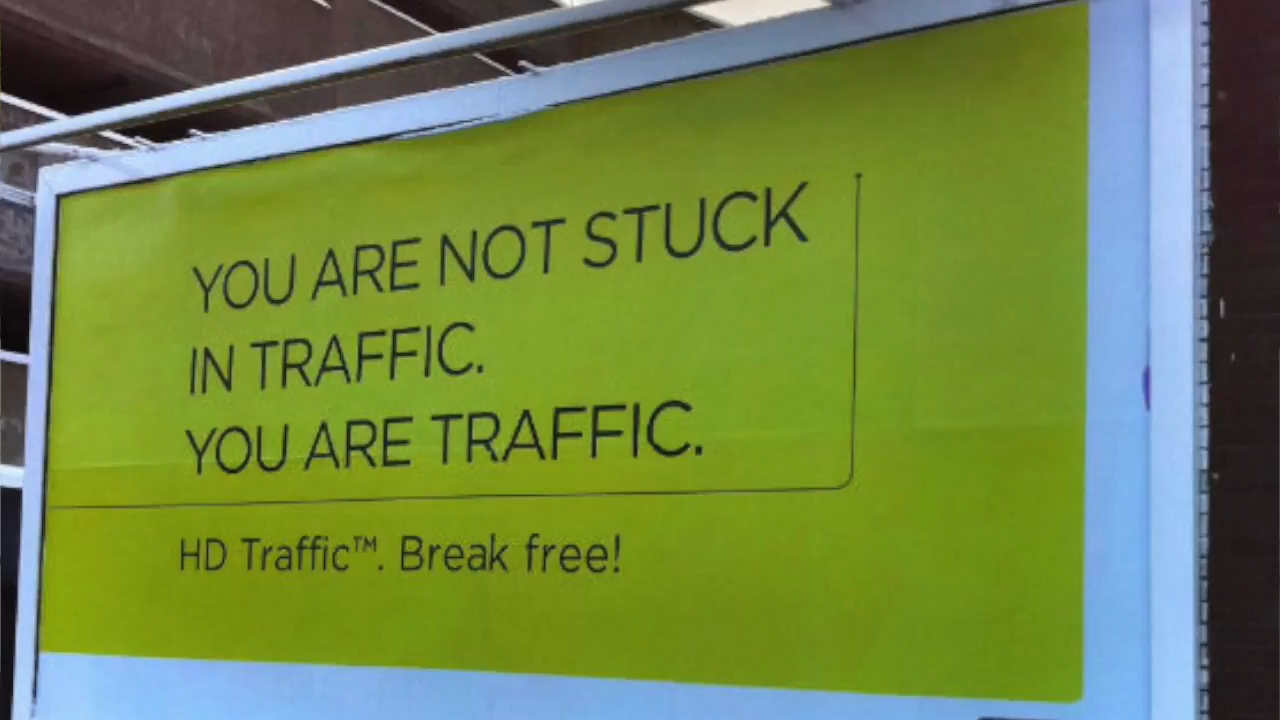 YOU ARE NOT STUCK
IN TRAFFIC.
YOU ARE TRAFFIC.
HD Traffic™. Break free!